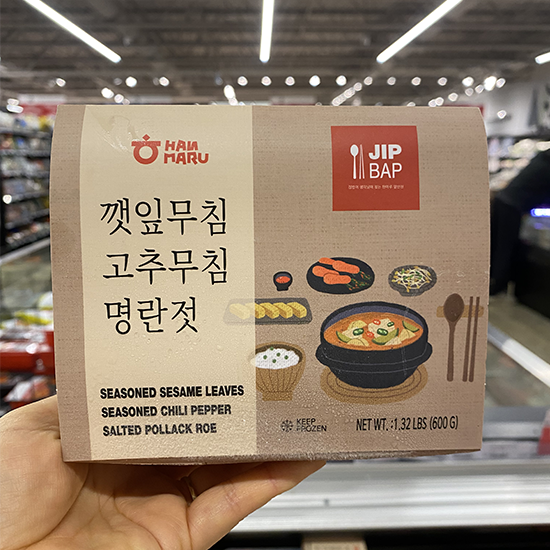 HAN
MARU
JIP
BAP
깻잎무침
고추무침
명란젓
SEASONED SESAME LEAVES
SEASONED CHILI PEPPER
SALTED POLLACK ROE
KEEP
FROZEN
NET WT. :1.32 LBS (600 G)